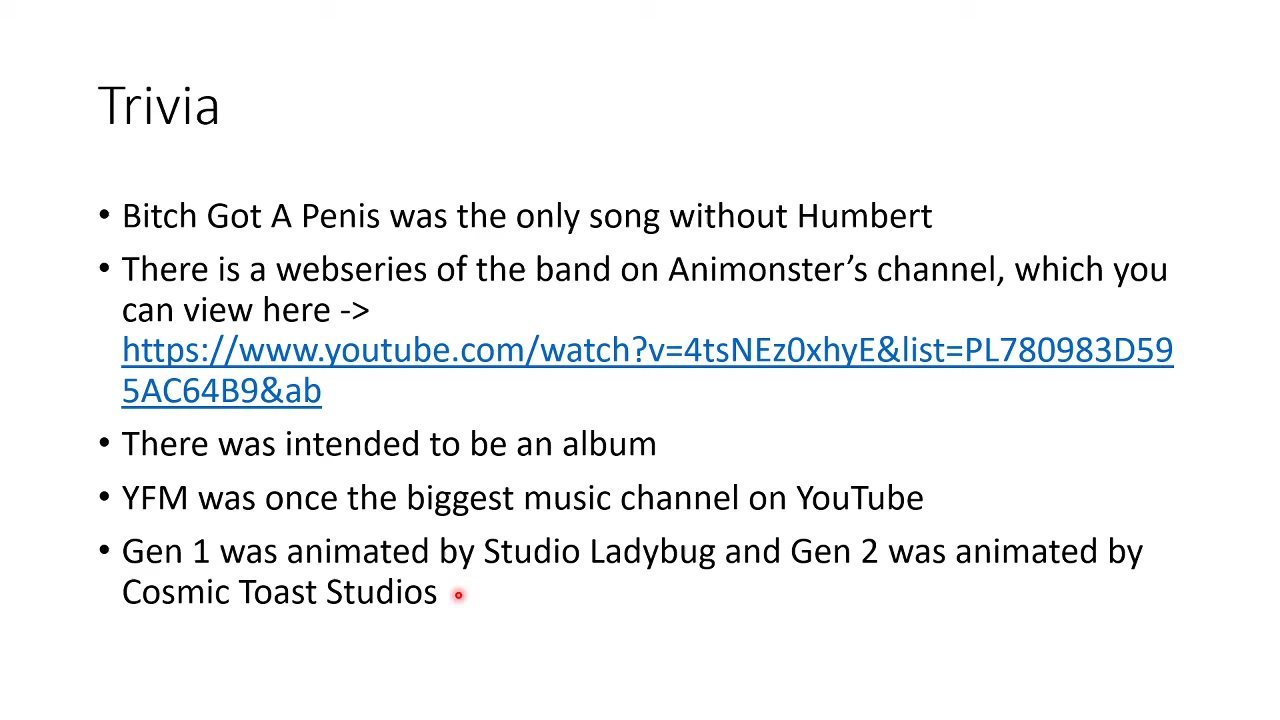 Trivia
• Bitch Got A Penis was the only song without Humbert
• There is a webseries of the band on Animonster’s channel, which you
can view here ->
https://www.youtube.com/watch?v=4tsNEz0xhyE&list=PL780983D59
5AC64B9&ab
• There was intended to be an album
• YFM was once the biggest music channel on YouTube
• Gen 1 was animated by Studio Ladybug and Gen 2 was animated by
Cosmic Toast Studios